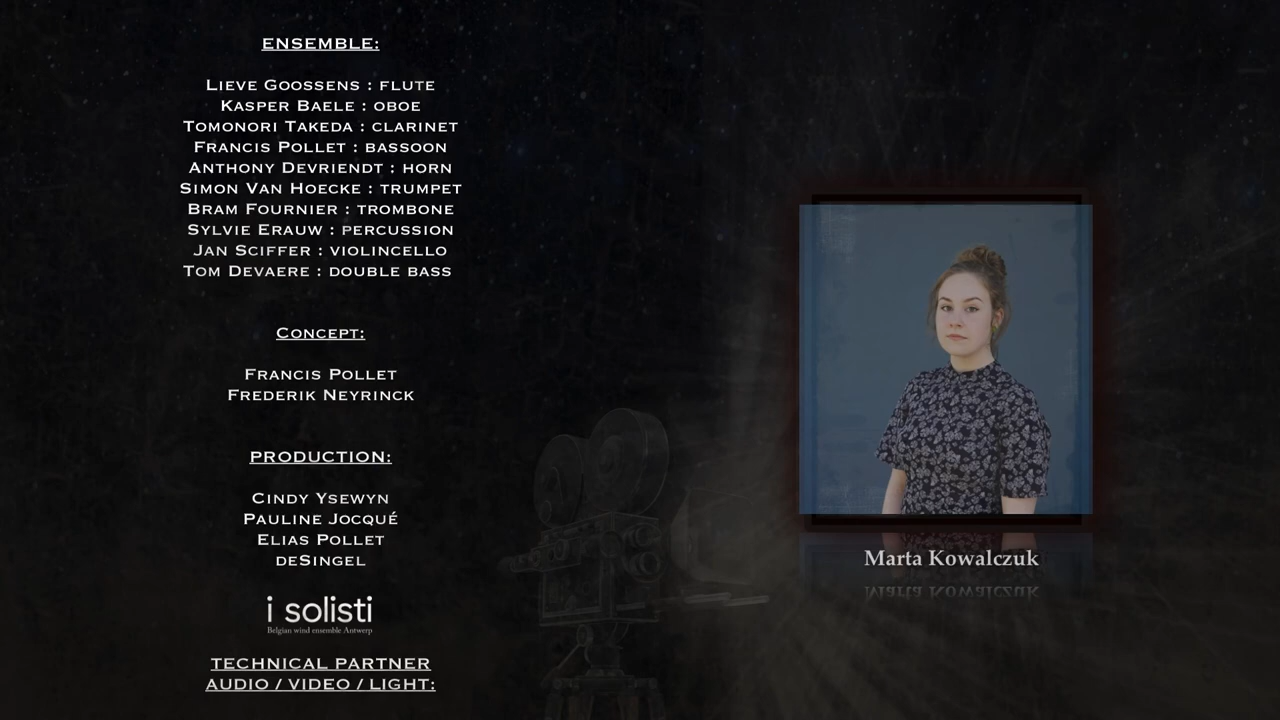 ENSEMBLE:
LIEVE GOOSSENS : FLUTE
KASPER BAELE : OBOE
TOMONORI TAKEDA : CLARINET
FRANCIS POLLET : BASSOON
ANTHONY DEVRIENDT : HORN
SIMON VAN HOECKE : TRUMPET
BRAM FOURNIER : TROMBONE
SYLVIE ERAUW : PERCUSSION
JAN SCIFFER : VIOLINCELLO
TOM DEVAERE : DOUBLE BASS
CONCEPT:
FRANCIS POLLET
FREDERIK NEYRINCK
PRODUCTION:
CINDY YSEWYN
PAULINE JOCQUÉ
ELIAS POLLET
DESINGEL
i solisti
Belgian wind ensemble Antwerp
TECHNICAL PARTNER
AUDIO / VIDEO / LIGHT:
Marta Kowalczuk